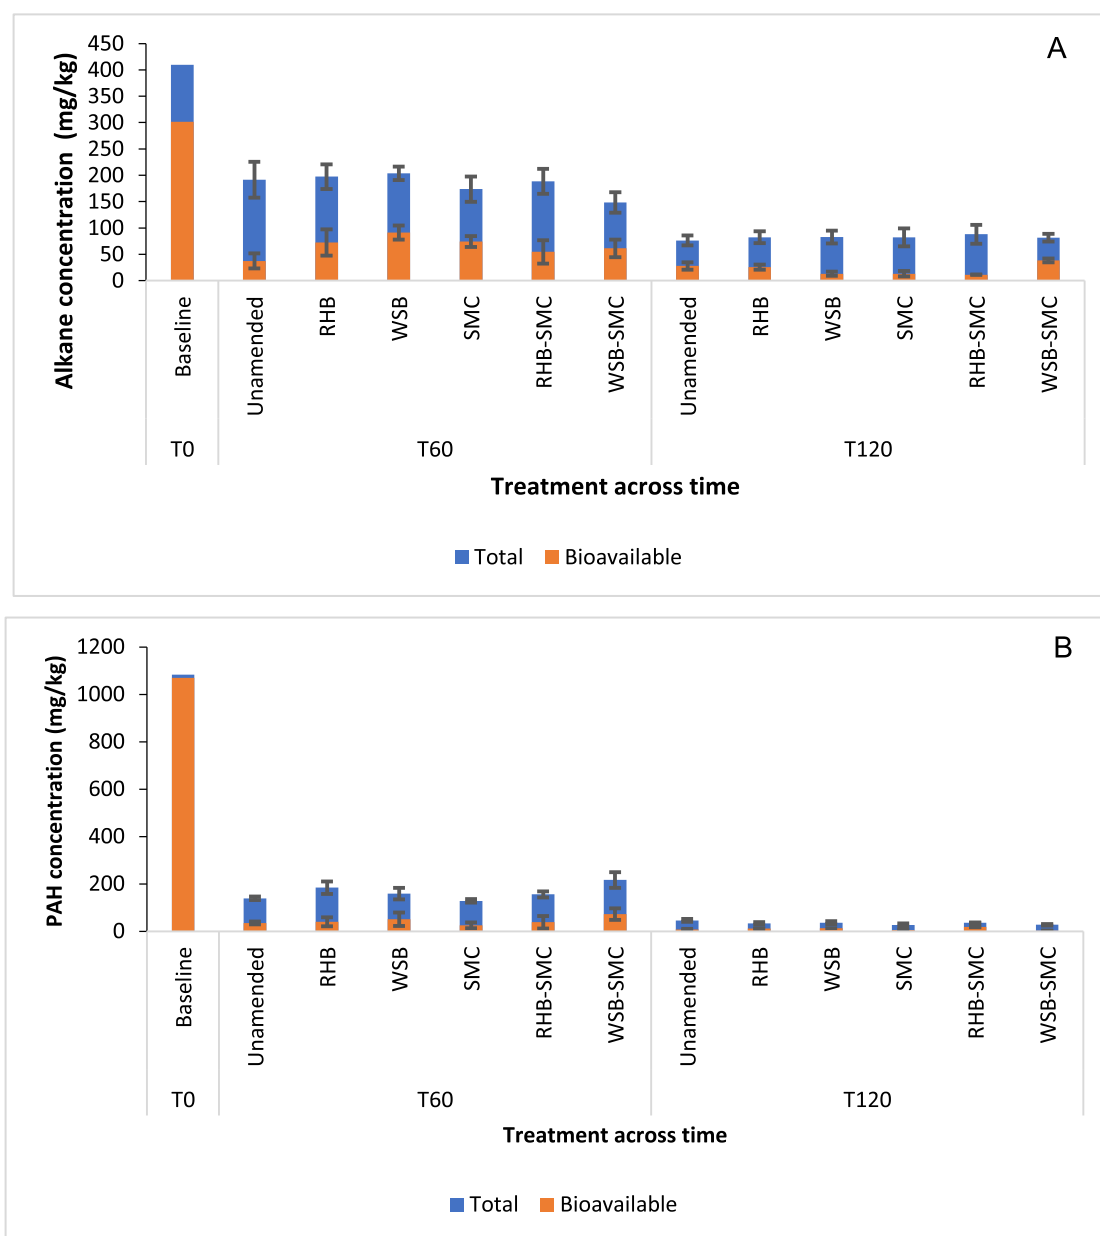 A
Alkane concentration (mg/kg)
450
400
350
300
250
200
150
100
50
0
Baseline
Unamended
RHB
WSB
SMC
RHB-SMC
WSB-SMC
Unamended
RHB
WSB
SMC
RHB-SMC
WSB-SMC
T0 T60 T120
Treatment across time
Total Bioavailable
B
PAH concentration (mg/kg)
1200
1000
800
600
400
200
0
Baseline
Unamended
RHB
WSB
SMC
RHB-SMC
WSB-SMC
Unamended
RHB
WSB
SMC
RHB-SMC
WSB-SMC
T0 T60 T120
Treatment across time
Total Bioavailable